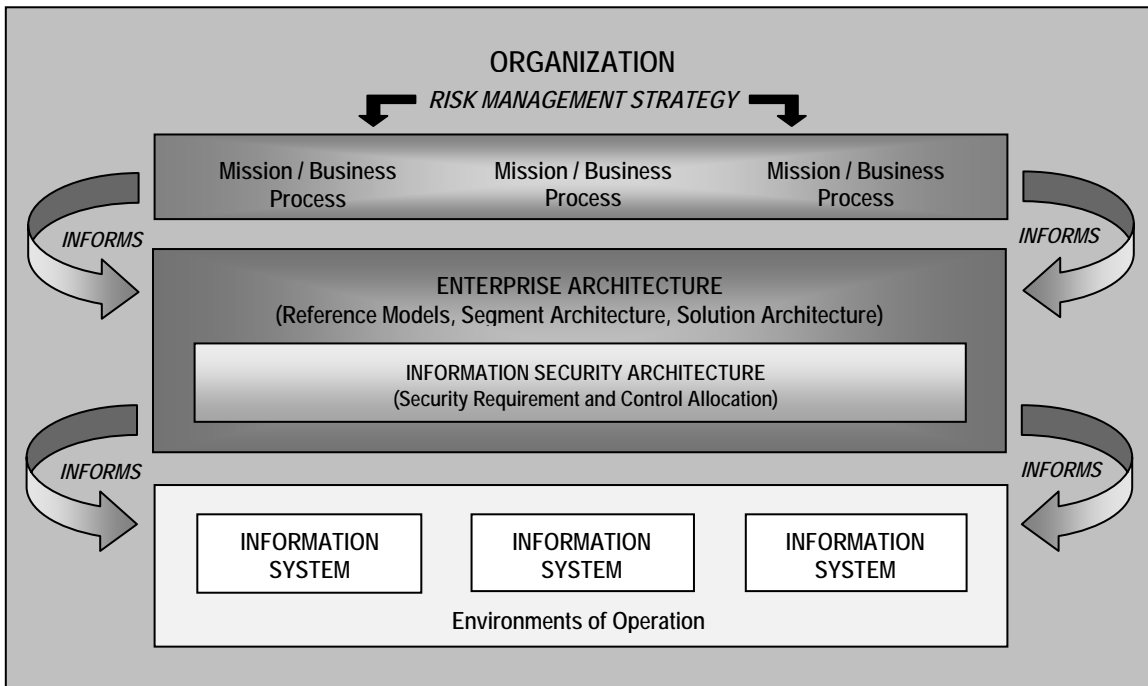 ORGANIZATION
RISK MANAGEMENT STRATEGY
Mission / Business
Process
Mission / Business
Process
Mission / Business
Process
INFORMS
INFORMS
ENTERPRISE ARCHITECTURE
(Reference Models, Segment Architecture, Solution Architecture)
INFORMATION SECURITY ARCHITECTURE
(Security Requirement and Control Allocation)
INFORMS
INFORMS
INFORMATION
SYSTEM
INFORMATION
SYSTEM
INFORMATION
SYSTEM
Environments of Operation